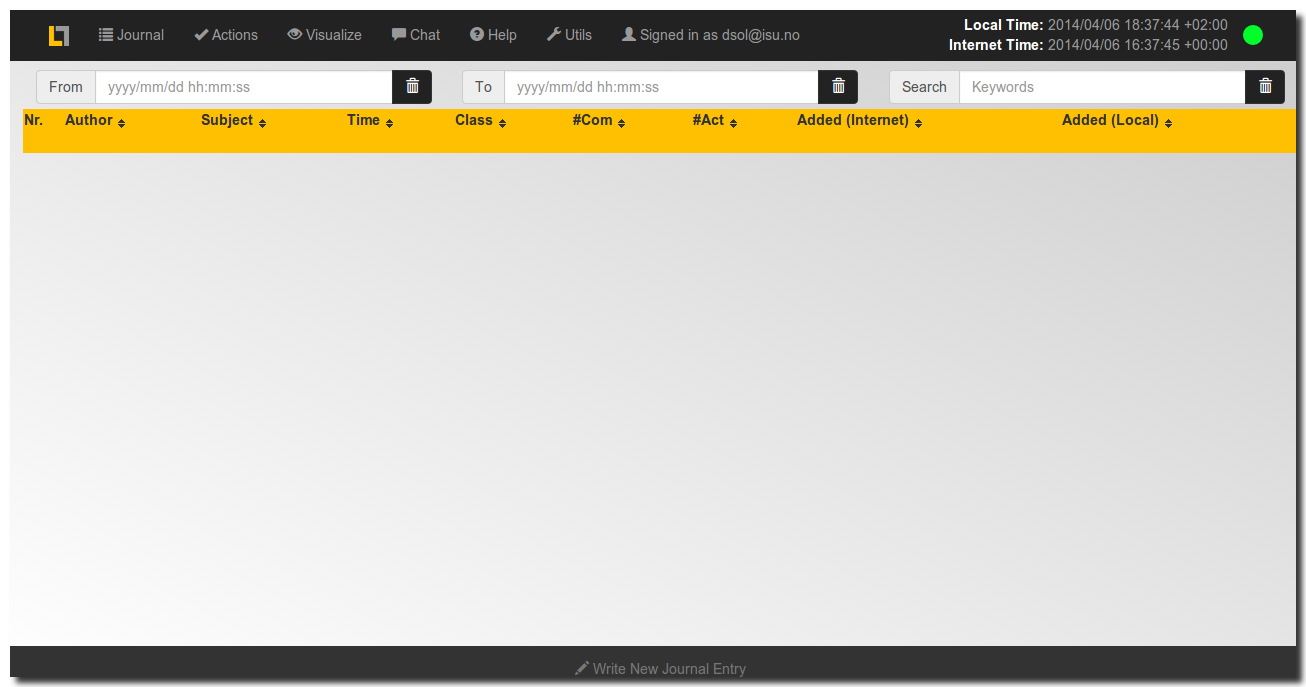 Journal Actions Visualize Chat Help Utils Signed in as dsol@isu.no Local Time: 2014/04/06 18:37:44 +02:00
Internet Time: 2014/04/06 16:37:45 +00:00
From yyyy/mm/dd hh:mm:ss To yyyy/mm/dd hh:mm:ss Search Keywords
Nr. Author Subject Time Class #Com #Act Added (Internet) Added (Local)
Write New Journal Entry